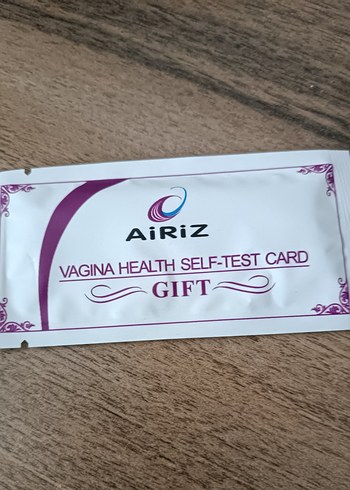 AiRiZ
VAGINA HEALTH SELF-TEST CARD
GIFT